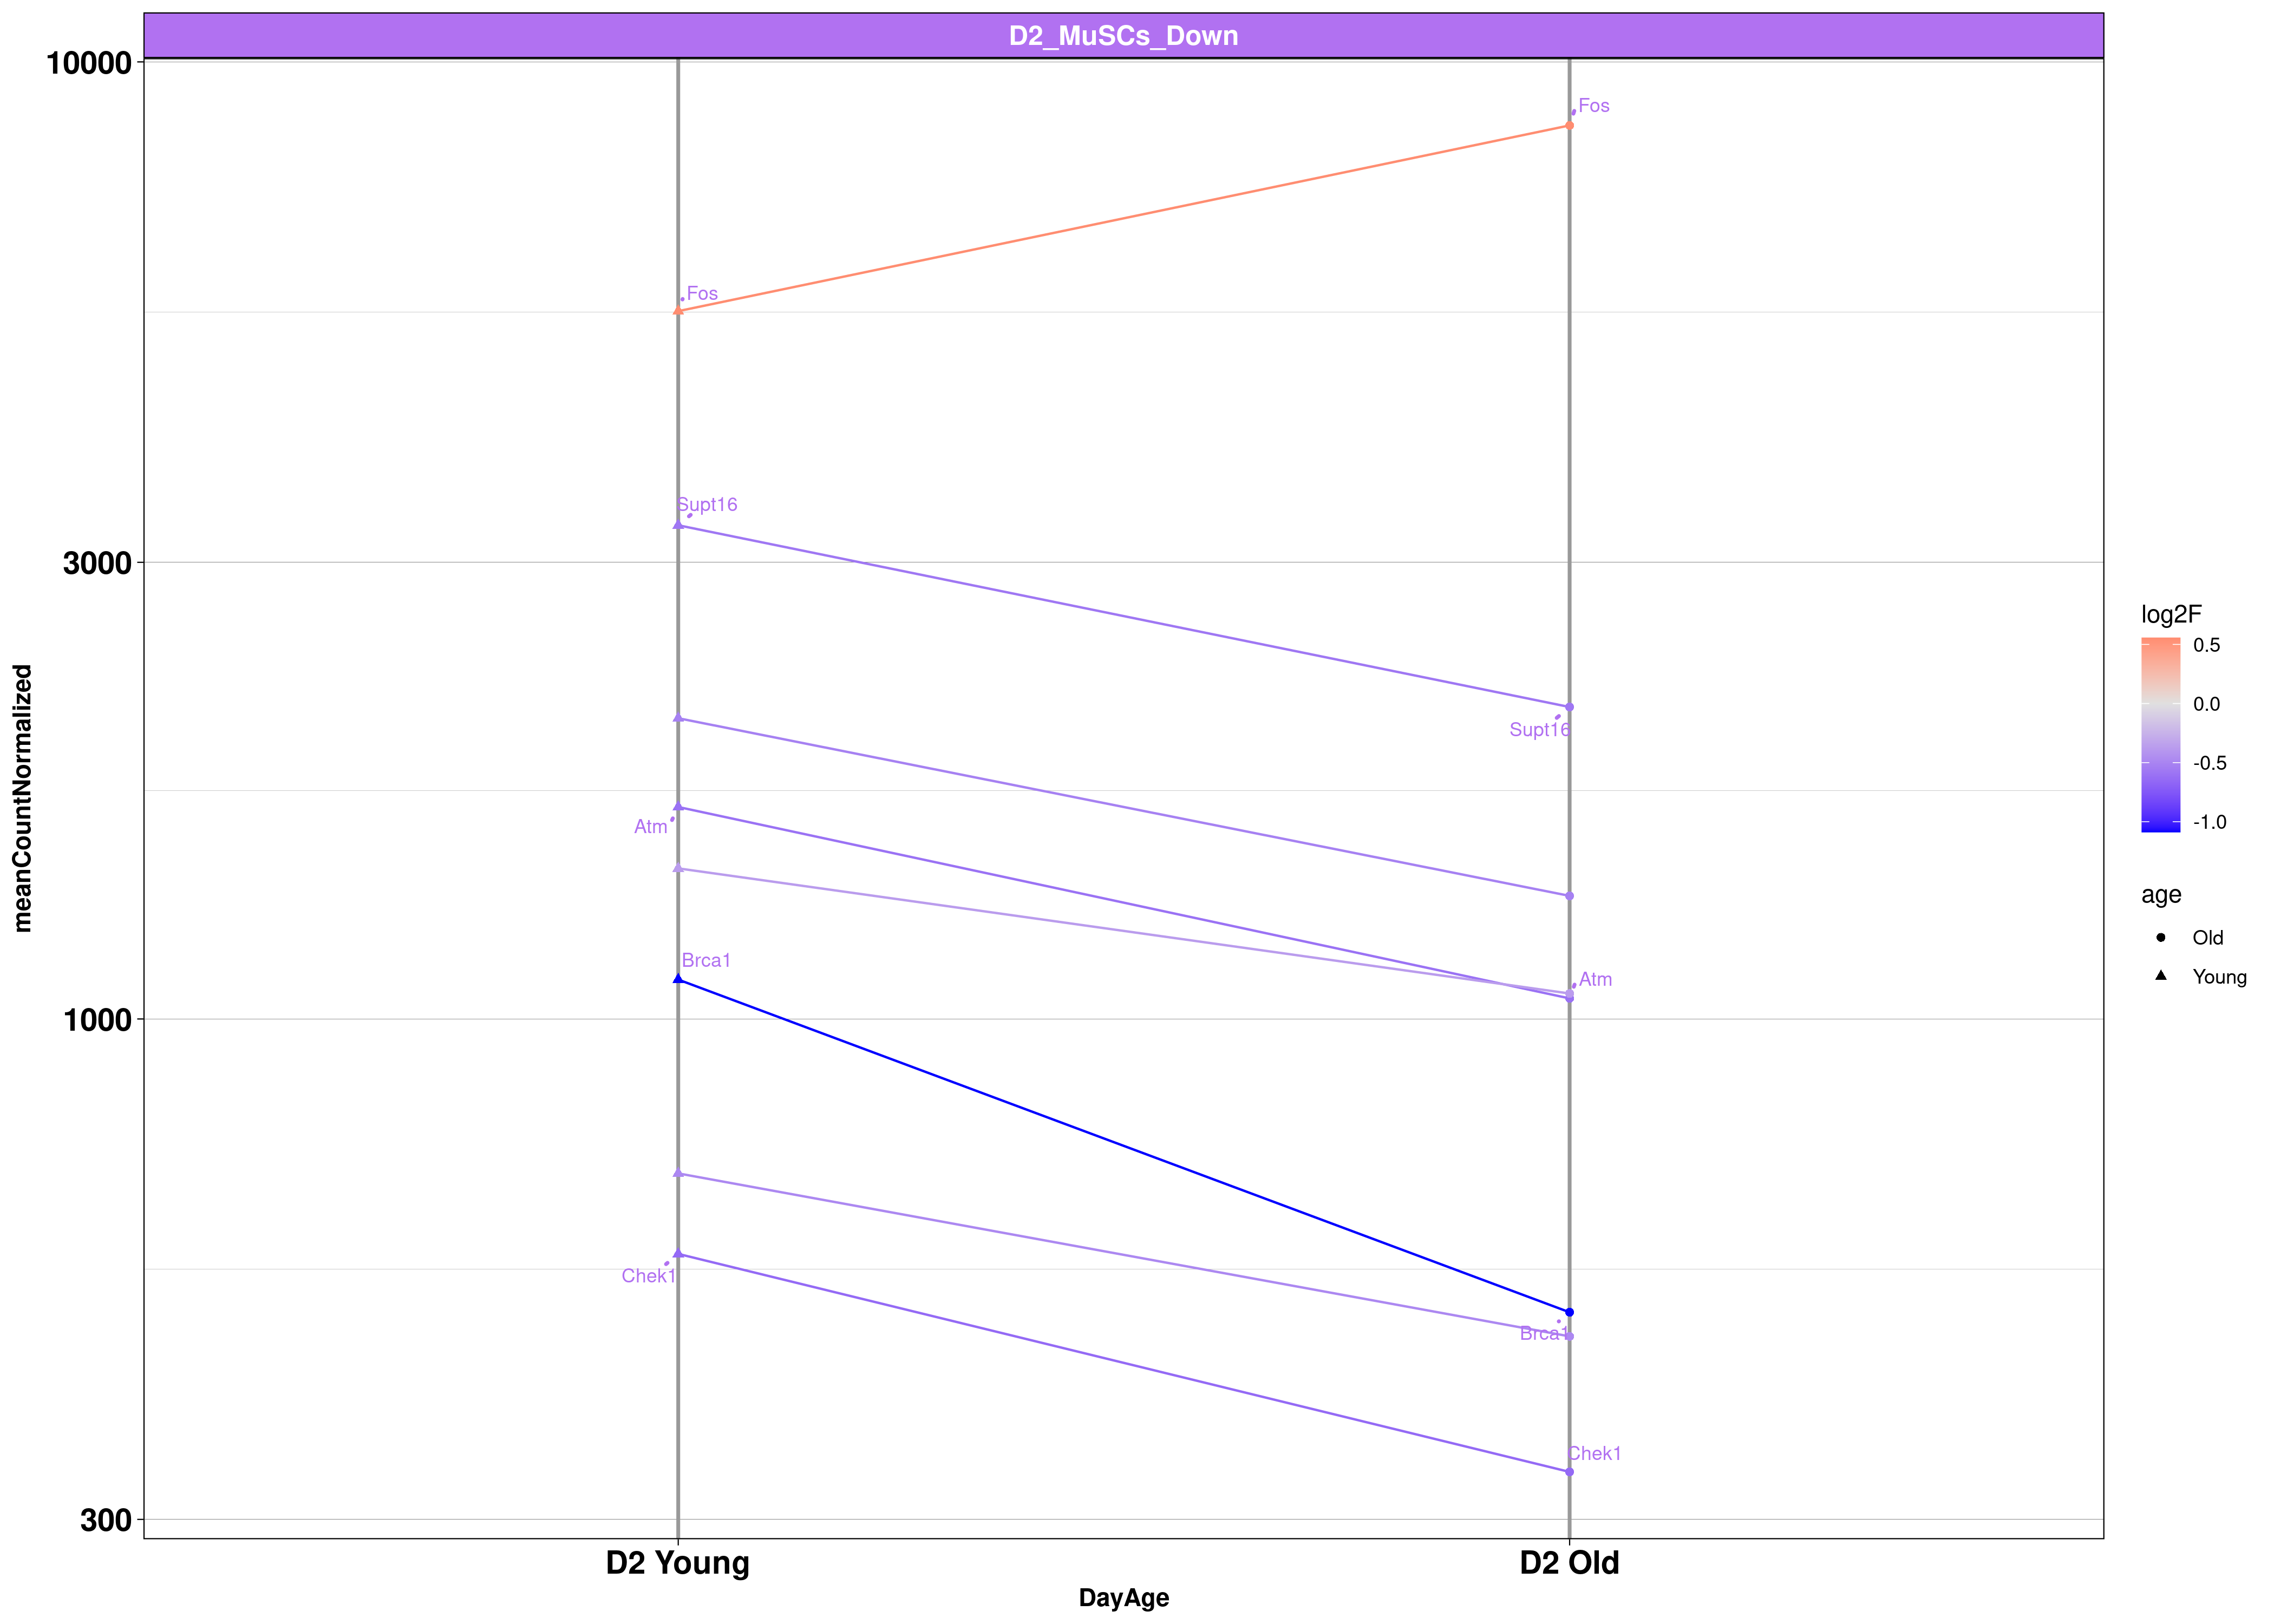 D2_MuSCs_Down
10000
Fos
Fos
Supt16
3000
Supt16
Atm
Atm
Brca1
1000
Chek1
Brca1
Chek1
300
D2 Young
D2 Old
DayAge
meanCountNormalized
log2F
0.5
0.0
-0.5
-1.0
age
Old
Young